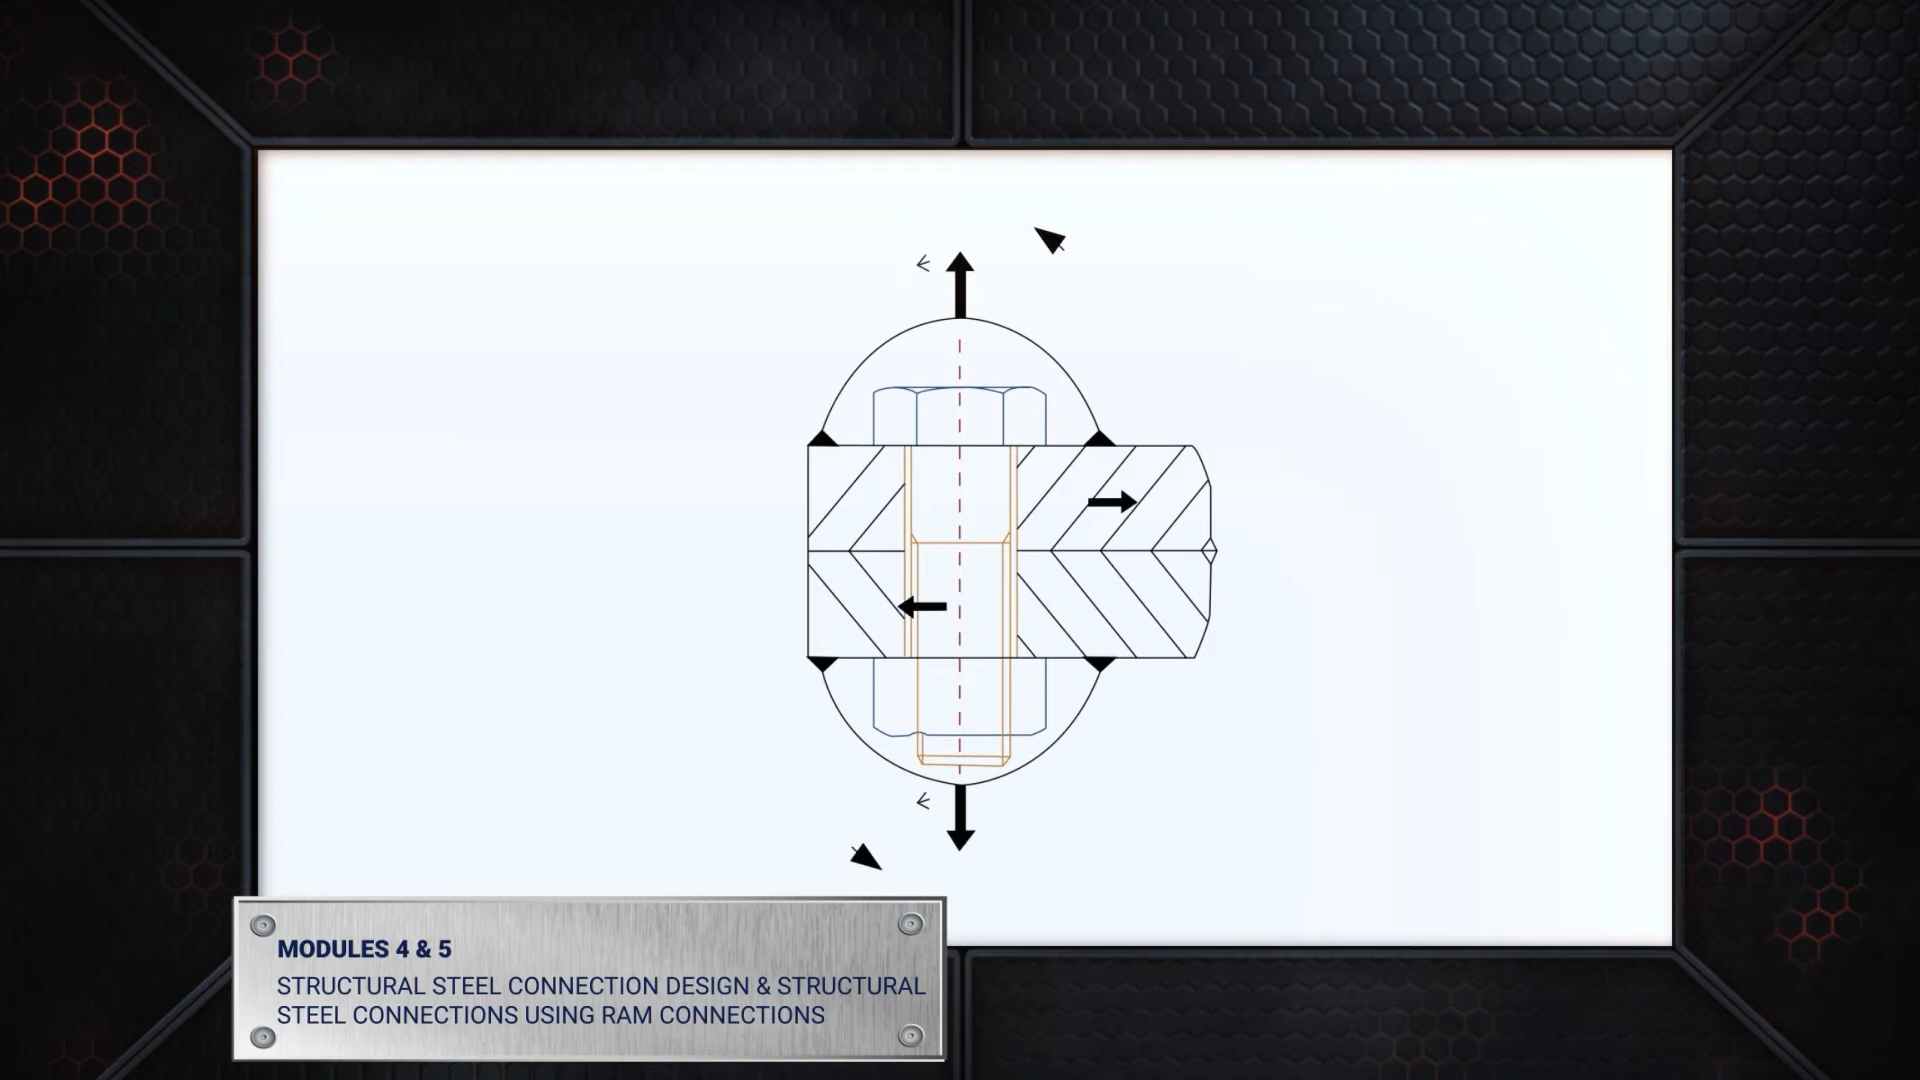 MODULES 4 & 5
STRUCTURAL STEEL CONNECTION DESIGN & STRUCTURAL
STEEL CONNECTIONS USING RAM CONNECTIONS